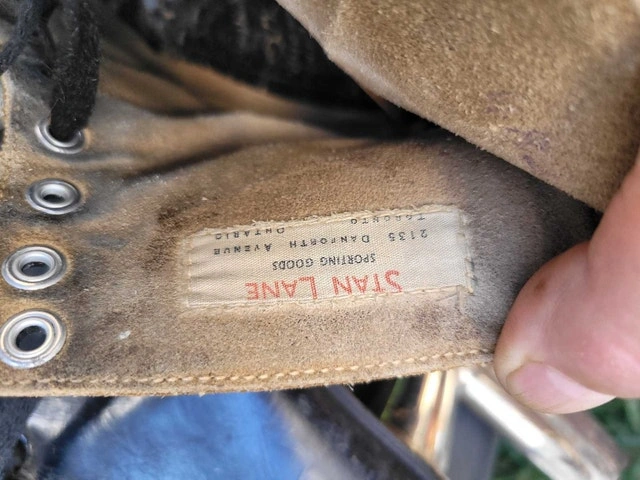 STAN LANE
SPORTING GOODS
2135 DANFORTH AVENUE
TORONTO ONTARIO